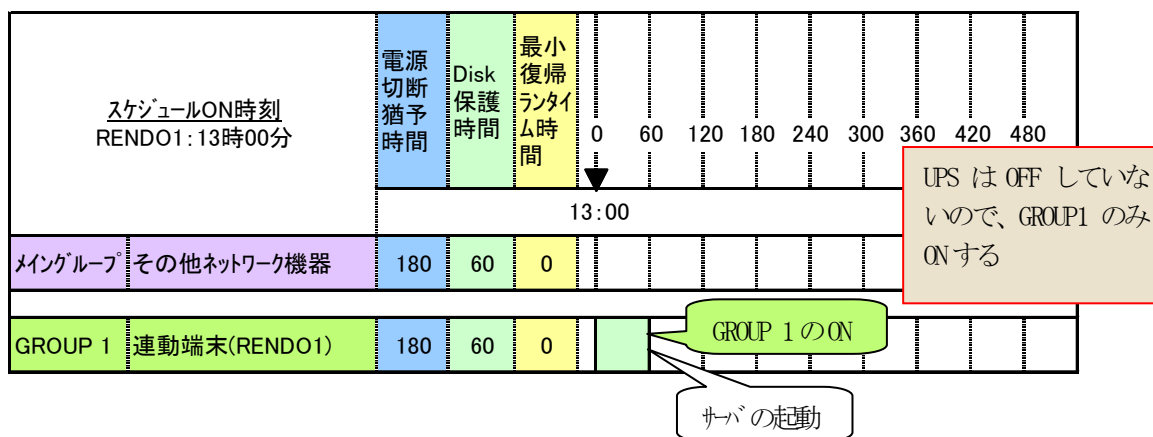 スケジュールON時刻
RENDO1:13時00分
電源
切断
猶予
時間
Disk
保護
時間
最小
復帰
ランタイ
ム時
間
0 60 120 180 240 300 360 420 480
13:00
UPS は OFF していな
いので、GROUP1 のみ
ONする
メイングループ その他ネットワーク機器 180 60 0
GROUP 1 連動端末(RENDO1) 180 60 0
GROUP 1のON
サーバの起動